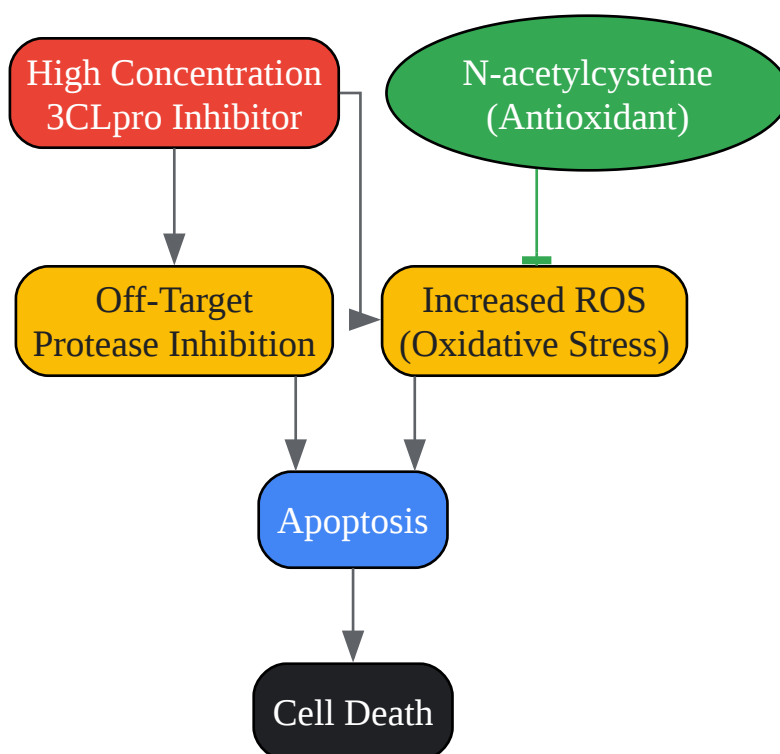 High Concentration
3CLpro Inhibitor
N-acetylcysteine
(Antioxidant)
Off-Target
Protease Inhibition
Increased ROS
(Oxidative Stress)
Apoptosis
Cell Death